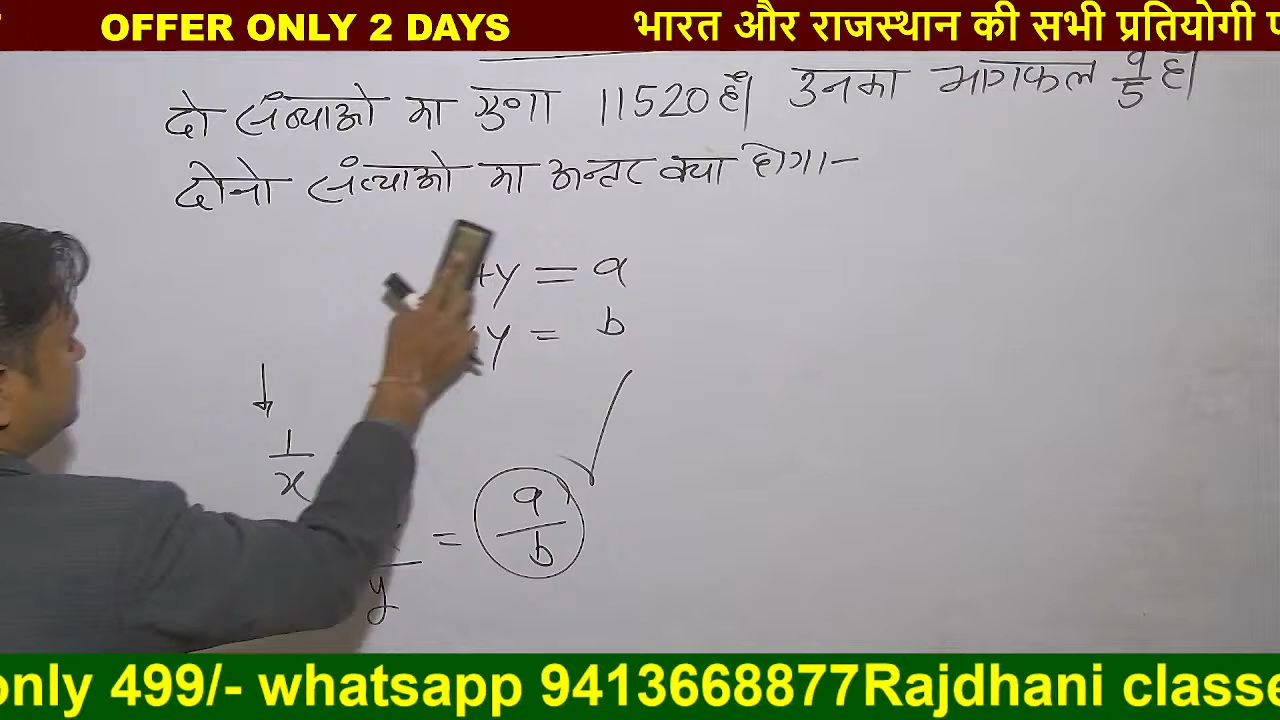 OFFER ONLY 2 DAYS भारत और राजस्थान की सभी प्रतियोगी
दो संख्याओ का गुणा 11520 है। उनका भागफल 9/5 है।
दोनो संख्याओ का अन्तर क्या होगा-
+y = a
y = b
↓
1/x
/y = a/b
only 499/- whatsapp 9413668877Rajdhani classe